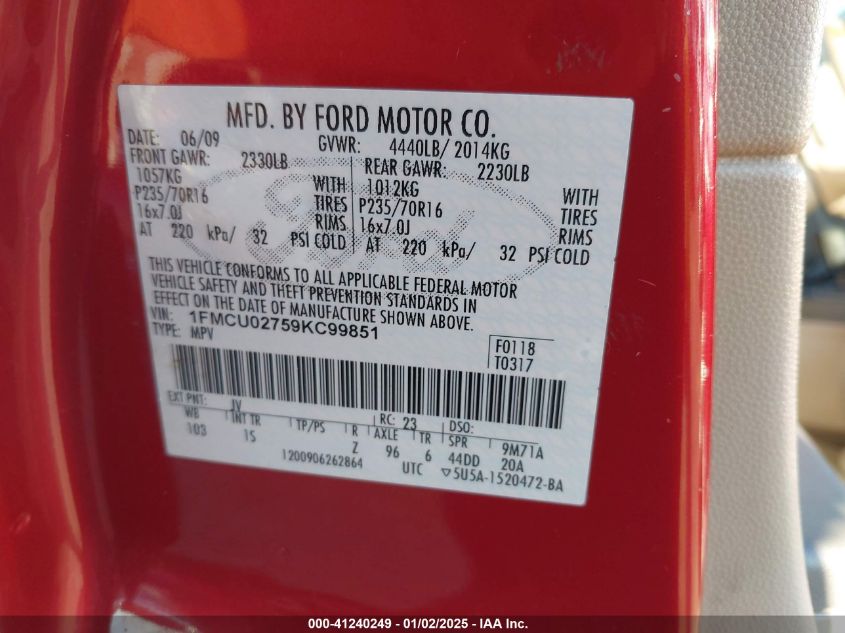 MFD. BY FORD MOTOR CO.
DATE: 06/09 GVWR: 4440LB/ 2014KG
FRONT GAWR: 2330LB REAR GAWR: 2230LB
1057KG WITH 1012KG WITH
P235/70R16 TIRES P235/70R16 TIRES
16x7.0J RIMS 16x7.0J RIMS
AT 220 kPa/ 32 PSI COLD AT 220 kPa/ 32 PSI COLD
THIS VEHICLE CONFORMS TO ALL APPLICABLE FEDERAL MOTOR
VEHICLE SAFETY AND THEFT PREVENTION STANDARDS IN
EFFECT ON THE DATE OF MANUFACTURE SHOWN ABOVE.
VIN: 1FMCU02759KC99851
TYPE: MPV
F0118
T0317
EXT PNT: JV RC: 23 DSO:
WB INT TR TP/PS R AXLE TR SPR 9M71A
103 1S Z 96 6 44DD 20A
1200906262864 UTC ▽5U5A-1520472-BA
Ford
000-41240249 - 01/02/2025 - IAA Inc.